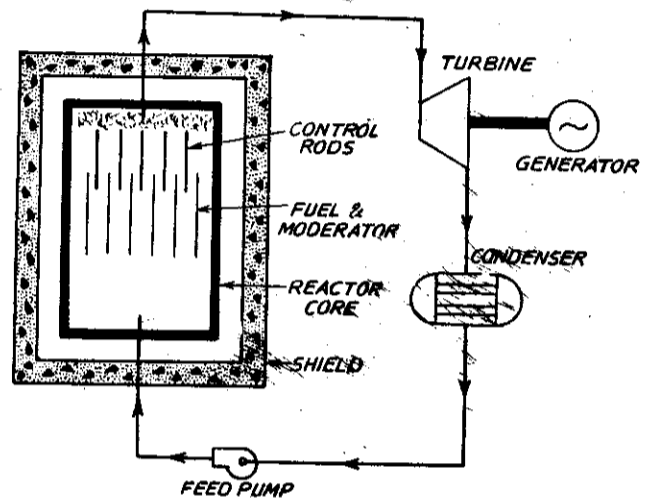 TURBINE
CONTROL
RODS
GENERATOR
FUEL &
MODERATOR
CONDENSER
REACTOR
CORE
SHIELD
FEED PUMP